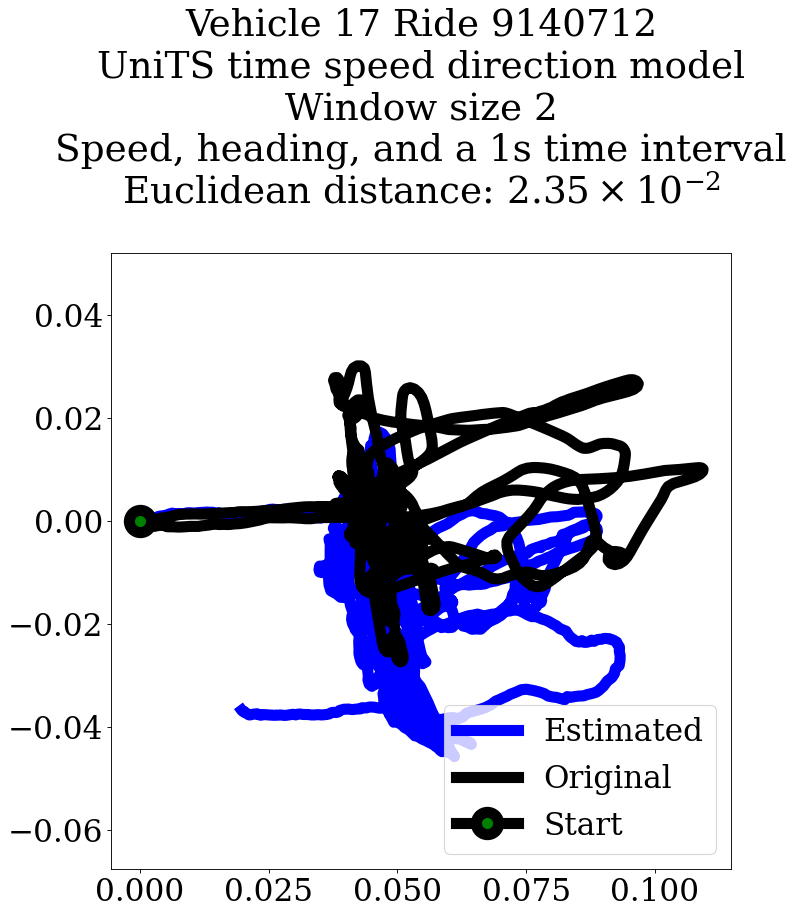 Vehicle 17 Ride 9140712
UniTS time speed direction model
Window size 2
Speed, heading, and a 1s time interval
Euclidean distance: 2.35 × 10⁻²
0.04
0.02
0.00
−0.02
−0.04
−0.06
Estimated
Original
Start
0.000 0.025 0.050 0.075 0.100